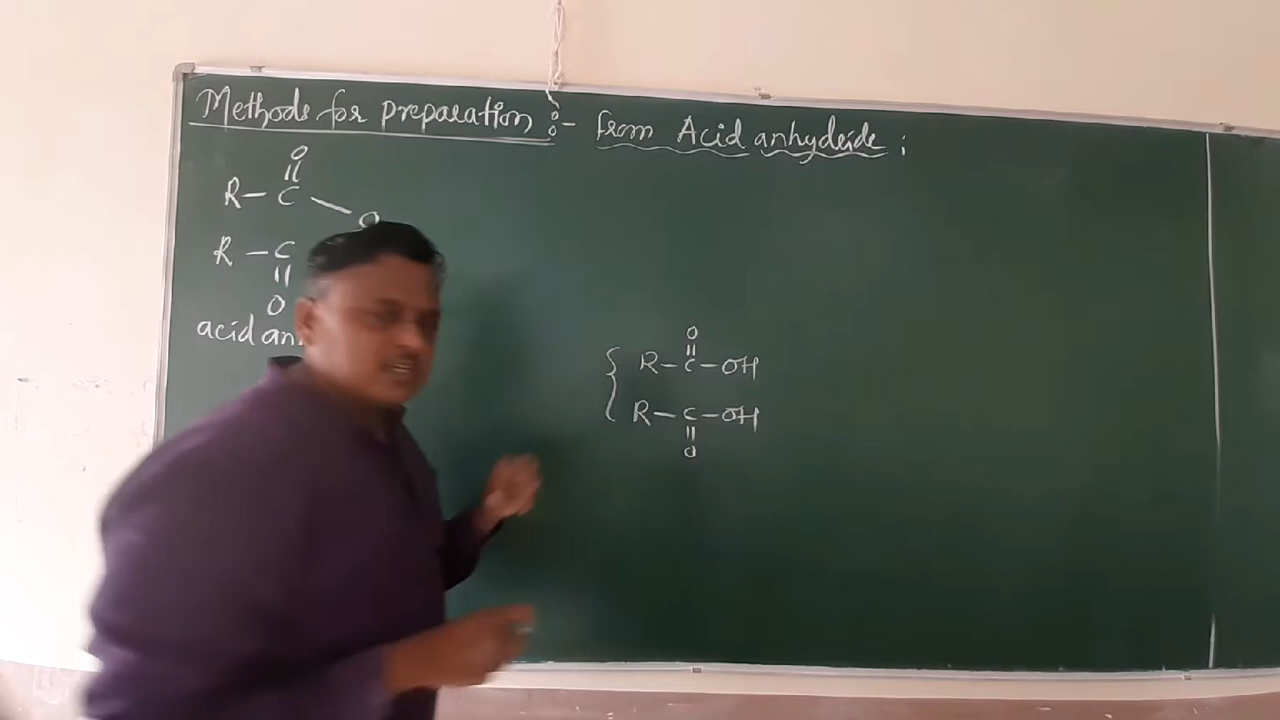 Methods for preparation :- from Acid anhydride :
O
||
R-C
O
R-C
||
O
acid an
O
||
R-C-OH
R-C-OH
||
O